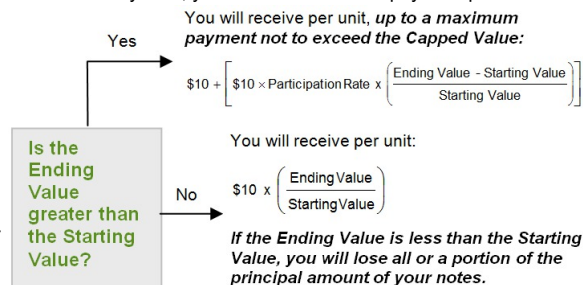 You will receive per unit, up to a maximum
payment not to exceed the Capped Value:
Yes
$10 + [ $10 × Participation Rate x ( Ending Value - Starting Value / Starting Value ) ]
Is the
Ending
Value
greater than
the Starting
Value?
You will receive per unit:
No
$10 x ( Ending Value / Starting Value )
If the Ending Value is less than the Starting
Value, you will lose all or a portion of the
principal amount of your notes.